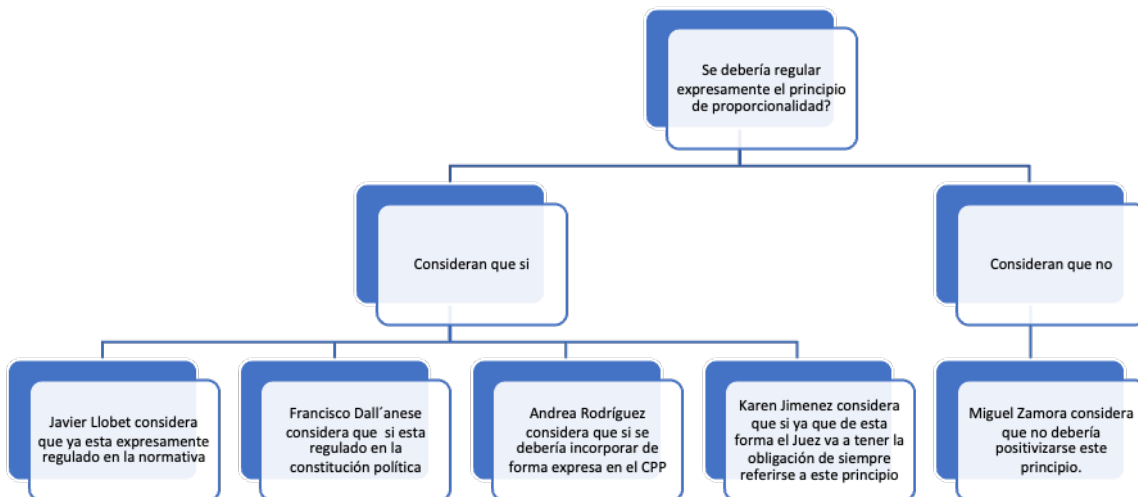 Se debería regular
expresamente el principio
de proporcionalidad?
Consideran que si
Consideran que no
Javier Llobet considera
que ya esta expresamente
regulado en la normativa
Francisco Dall´anese
considera que si esta
regulado en la
constitución política
Andrea Rodríguez
considera que si se
debería incorporar de
forma expresa en el CPP
Karen Jimenez considera
que si ya que de esta
forma el Juez va a tener la
obligación de siempre
referirse a este principio
Miguel Zamora considera
que no debería
positivizarse este
principio.